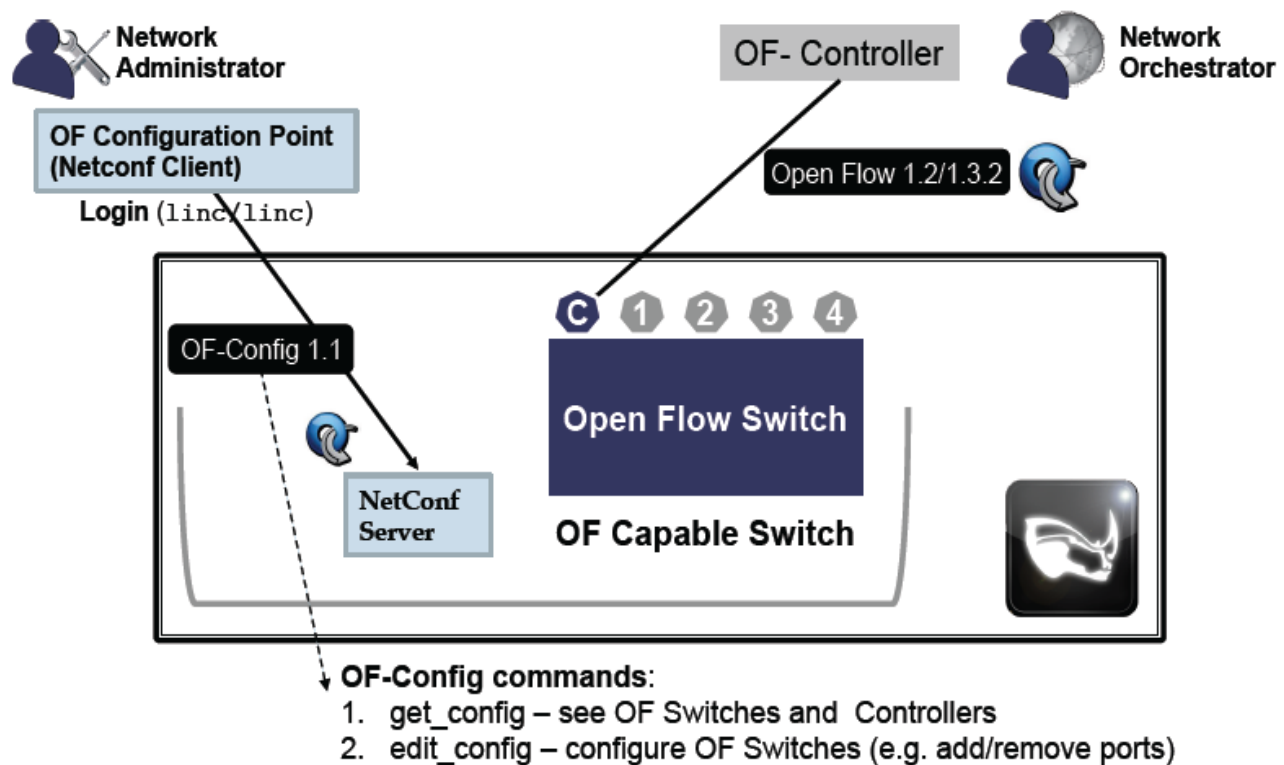 Network
Administrator
OF- Controller
Network
Orchestrator
OF Configuration Point
(Netconf Client)
Login (linc/linc)
Open Flow 1.2/1.3.2
C 1 2 3 4
OF-Config 1.1
Open Flow Switch
NetConf
Server
OF Capable Switch
OF-Config commands:
1. get_config – see OF Switches and Controllers
2. edit_config – configure OF Switches (e.g. add/remove ports)